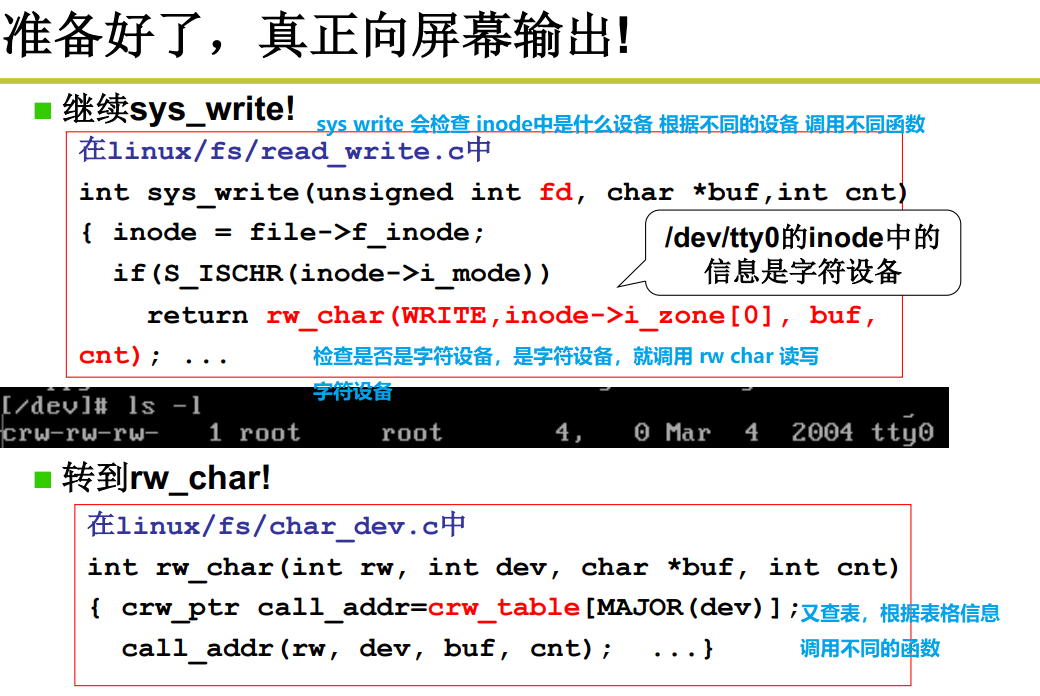 准备好了，真正向屏幕输出!
继续sys_write!
sys write 会检查 inode中是什么设备 根据不同的设备 调用不同函数
在linux/fs/read_write.c中
int sys_write(unsigned int fd, char *buf,int cnt)
{ inode = file->f_inode;
/dev/tty0的inode中的
信息是字符设备
if(S_ISCHR(inode->i_mode))
return rw_char(WRITE,inode->i_zone[0], buf,
cnt); ...
检查是否是字符设备，是字符设备，就调用 rw char 读写
字符设备
[/dev]# ls -l
crw-rw-rw- 1 root root 4, 0 Mar 4 2004 tty0
转到rw_char!
在linux/fs/char_dev.c中
int rw_char(int rw, int dev, char *buf, int cnt)
{ crw_ptr call_addr=crw_table[MAJOR(dev)];
又查表，根据表格信息
调用不同的函数
call_addr(rw, dev, buf, cnt); ...}